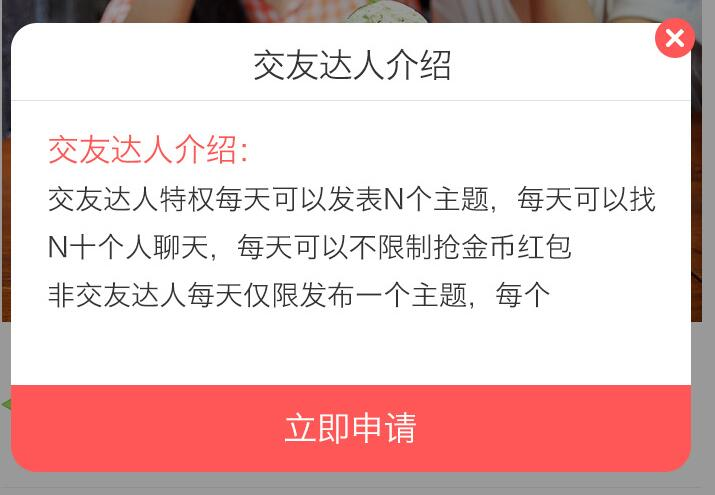 交友达人介绍
交友达人介绍:
交友达人特权每天可以发表N个主题，每天可以找
N十个人聊天，每天可以不限制抢金币红包
非交友达人每天仅限发布一个主题，每个
立即申请